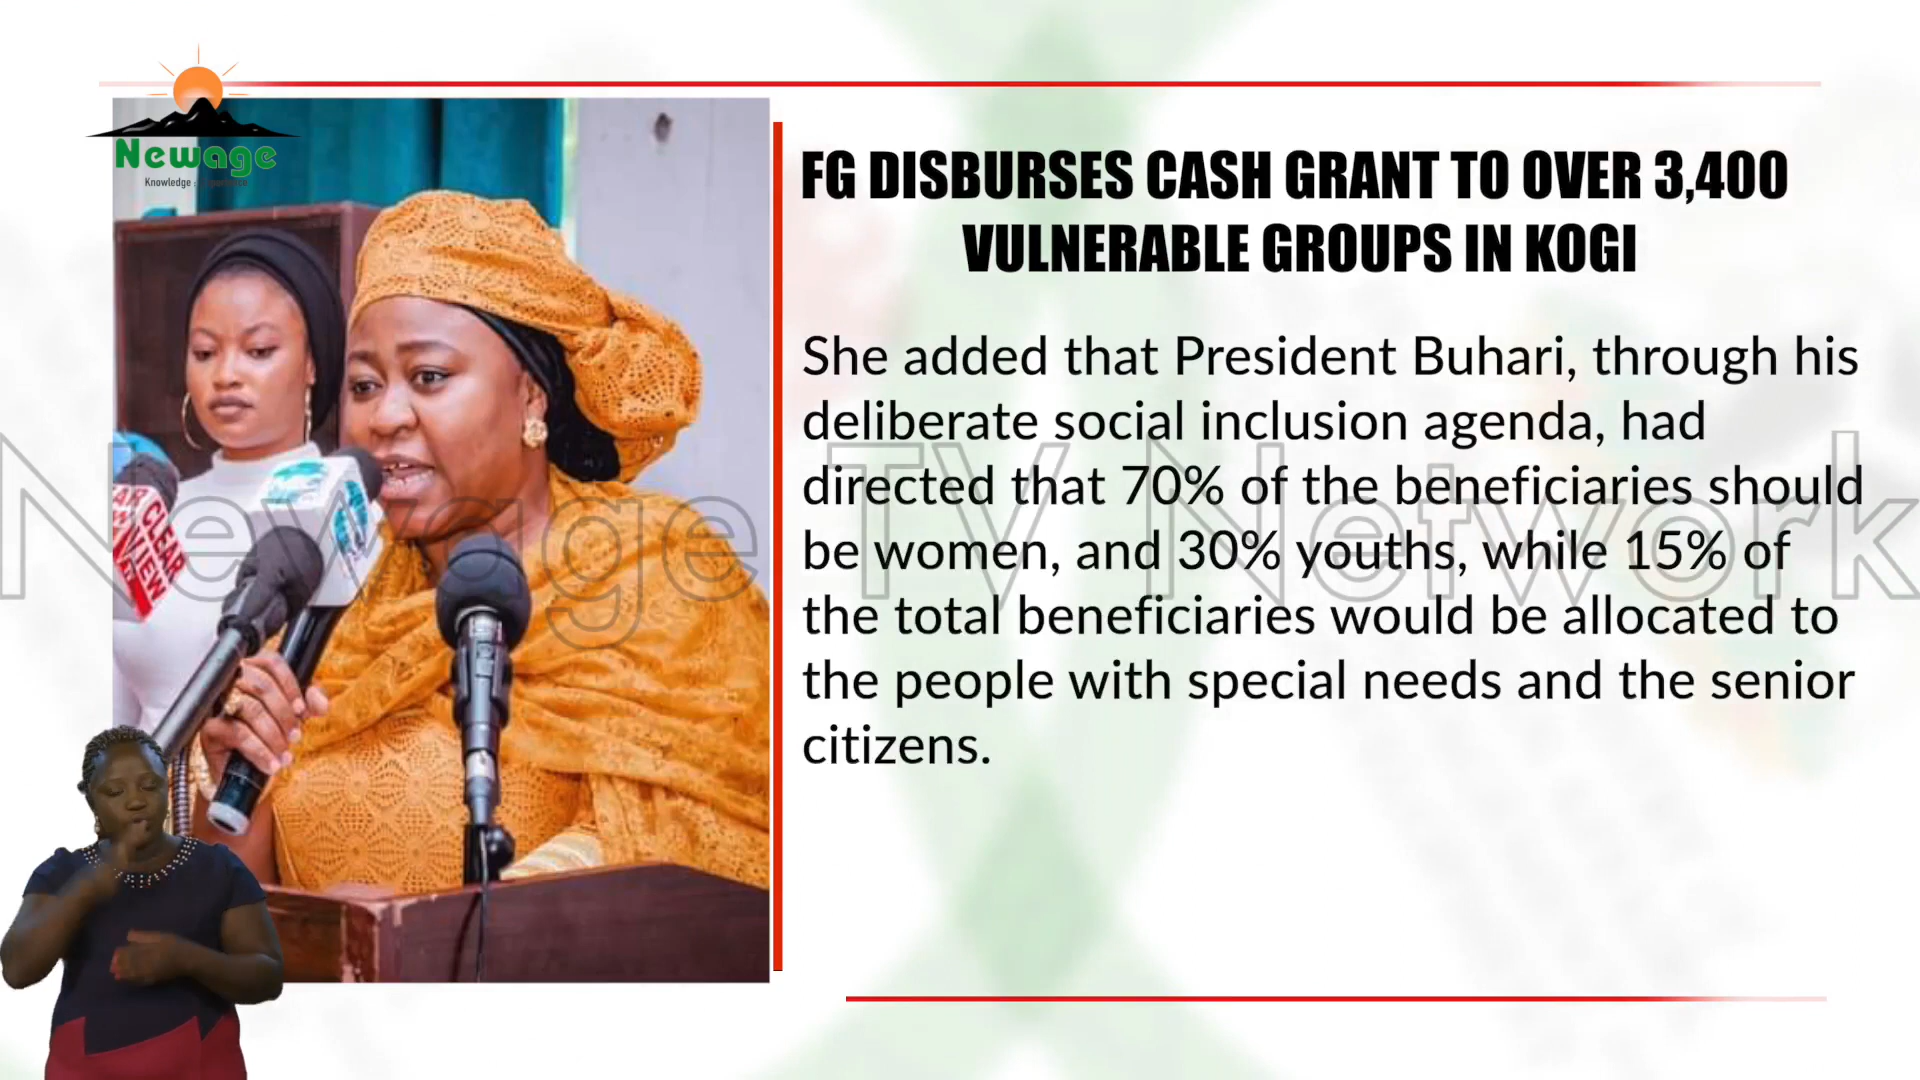 Newage
Knowledge
FG DISBURSES CASH GRANT TO OVER 3,400
VULNERABLE GROUPS IN KOGI
She added that President Buhari, through his
deliberate social inclusion agenda, had
directed that 70% of the beneficiaries should
be women, and 30% youths, while 15% of
the total beneficiaries would be allocated to
the people with special needs and the senior
citizens.
Newage TV Network
CLEAR
VIEW